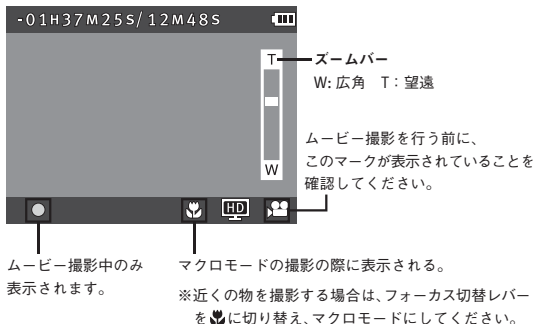 -01H37M25S/12M48S
T
ズームバー
W: 広角 T：望遠
W
ムービー撮影を行う前に、
このマークが表示されていることを
確認してください。
HD
ムービー撮影中のみ
表示されます。
マクロモードの撮影の際に表示される。
※近くの物を撮影する場合は、フォーカス切替レバー
を に切り替え、マクロモードにしてください。